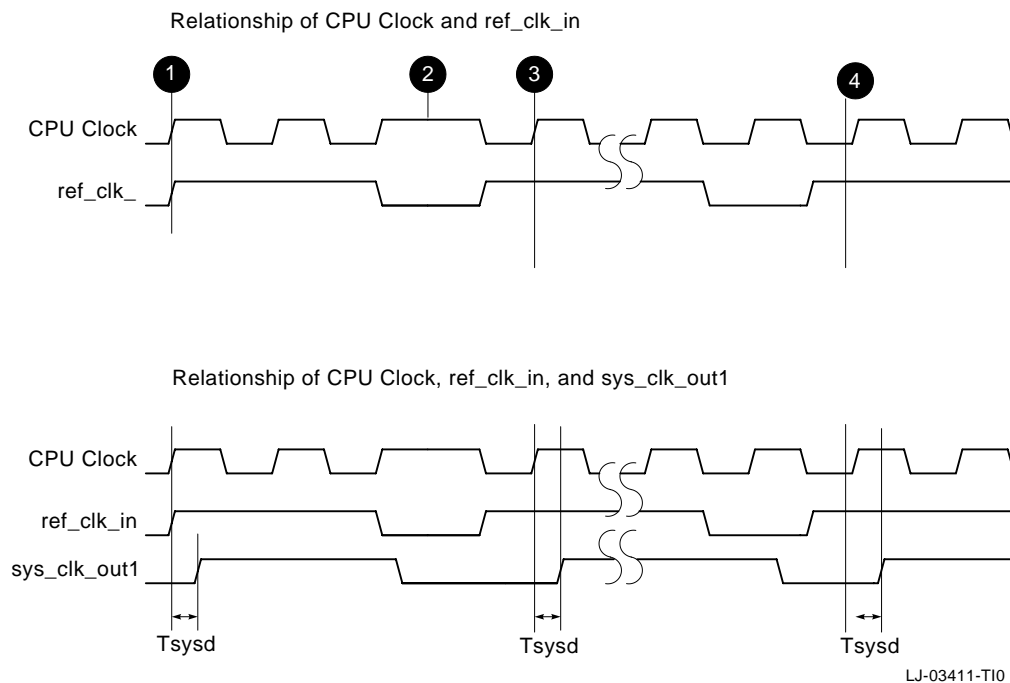 Relationship of CPU Clock and ref_clk_in
1 2 3 4
CPU Clock
ref_clk_
Relationship of CPU Clock, ref_clk_in, and sys_clk_out1
CPU Clock
ref_clk_in
sys_clk_out1
Tsysd Tsysd Tsysd
LJ-03411-TI0